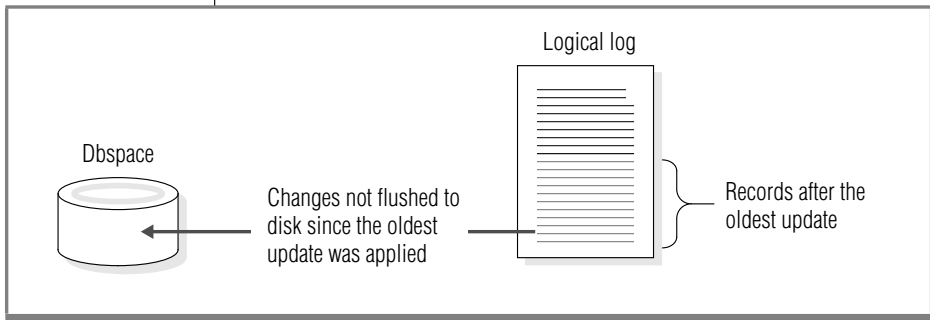 Logical log
Dbspace
Changes not flushed to
disk since the oldest
update was applied
Records after the
oldest update